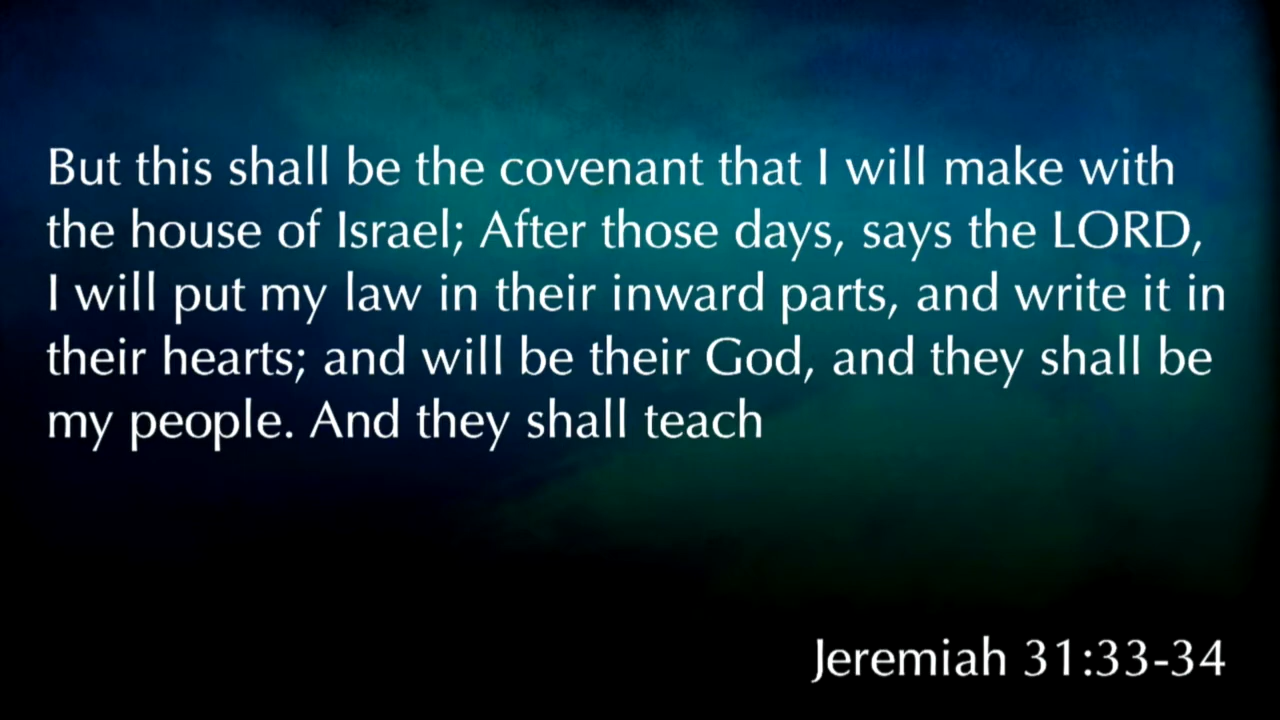 But this shall be the covenant that I will make with
the house of Israel; After those days, says the LORD,
I will put my law in their inward parts, and write it in
their hearts; and will be their God, and they shall be
my people. And they shall teach
Jeremiah 31:33-34